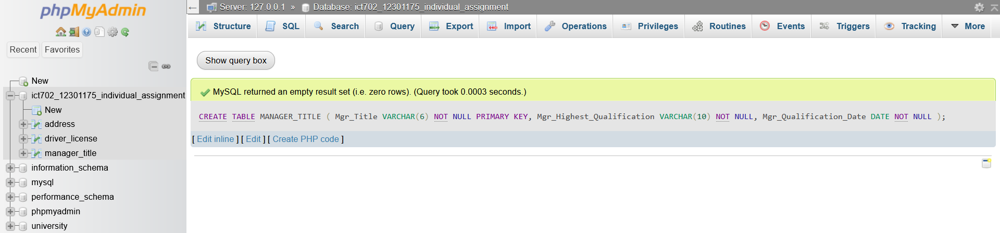 phpMyAdmin
Recent Favorites
New
ict702_12301175_individual_assignment
New
address
driver_license
manager_title
information_schema
mysql
performance_schema
phpmyadmin
university
← Server: 127.0.0.1 » Database: ict702_12301175_individual_assignment
Structure SQL Search Query Export Import Operations Privileges Routines Events Triggers Tracking More
Show query box
MySQL returned an empty result set (i.e. zero rows). (Query took 0.0003 seconds.)
CREATE TABLE MANAGER_TITLE ( Mgr_Title VARCHAR(6) NOT NULL PRIMARY KEY, Mgr_Highest_Qualification VARCHAR(10) NOT NULL, Mgr_Qualification_Date DATE NOT NULL );
[ Edit inline ] [ Edit ] [ Create PHP code ]